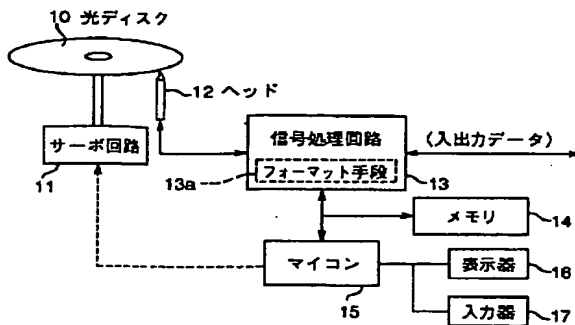 10 光ディスク
12 ヘッド
サーボ回路
11
信号処理回路
(入出力データ)
13a
フォーマット手段
13
メモリ
14
マイコン
15
表示器
16
入力器
17